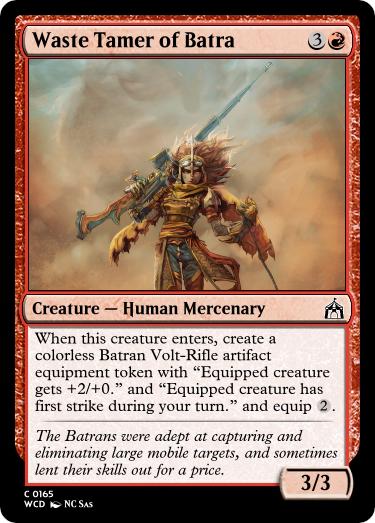 Waste Tamer of Batra 3
Creature — Human Mercenary
When this creature enters, create a
colorless Batran Volt-Rifle artifact
equipment token with “Equipped creature
gets +2/+0.” and “Equipped creature has
first strike during your turn.” and equip 2.
The Batrans were adept at capturing and
eliminating large mobile targets, and sometimes
lent their skills out for a price.
3/3
C 0165
WCD NC Sas